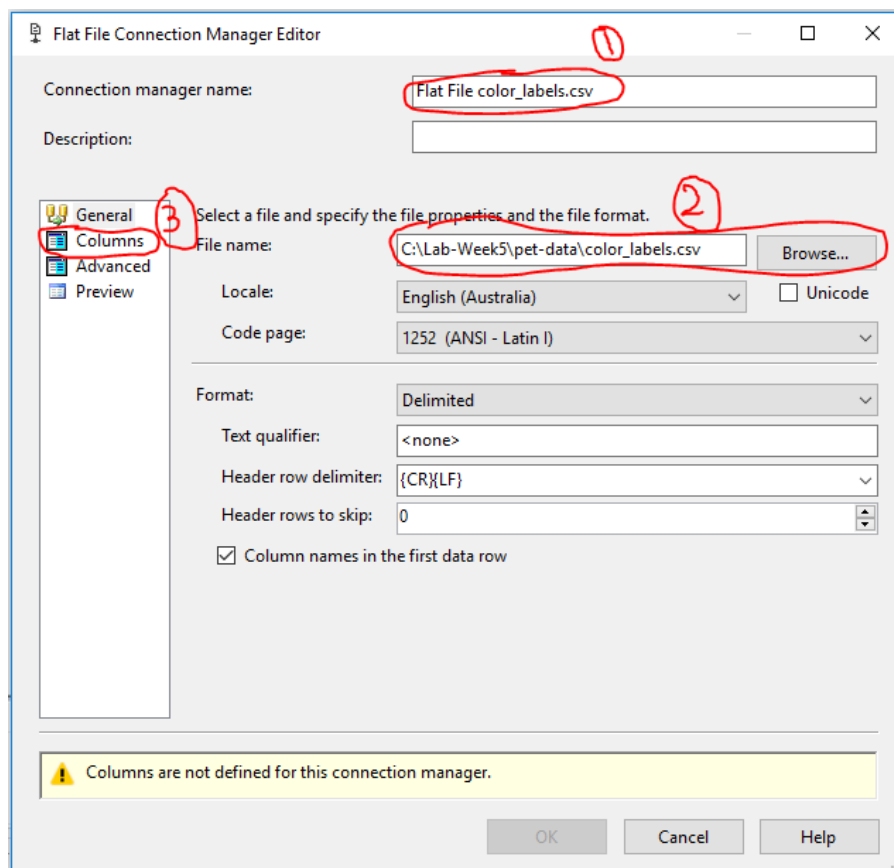 Flat File Connection Manager Editor
1
Connection manager name:
Flat File color_labels.csv
Description:
General
Columns
Advanced
Preview
3
Select a file and specify the file properties and the file format.
2
File name:
C:\Lab-Week5\pet-data\color_labels.csv
Browse...
Locale:
English (Australia)
Unicode
Code page:
1252 (ANSI - Latin I)
Format:
Delimited
Text qualifier:
<none>
Header row delimiter:
{CR}{LF}
Header rows to skip:
0
Column names in the first data row
Columns are not defined for this connection manager.
OK
Cancel
Help